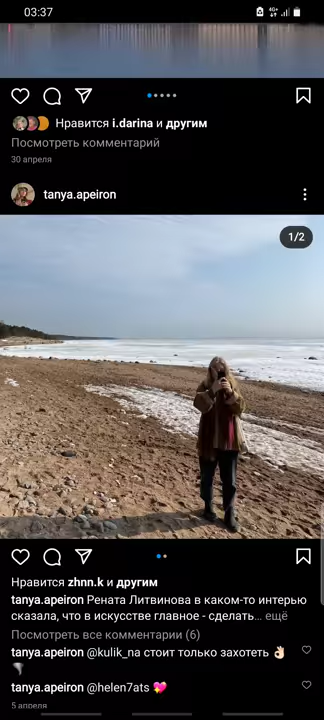 03:37
4G+
Нравится i.darina и другим
Посмотреть комментарий
30 апреля
tanya.apeiron
1/2
Нравится zhnn.k и другим
tanya.apeiron Рената Литвинова в каком-то интерью
сказала, что в искусстве главное - сделать... ещё
Посмотреть все комментарии (6)
tanya.apeiron @kulik_na стоит только захотеть 👌🏻
🌪
tanya.apeiron @helen7ats 💖
5 апреля